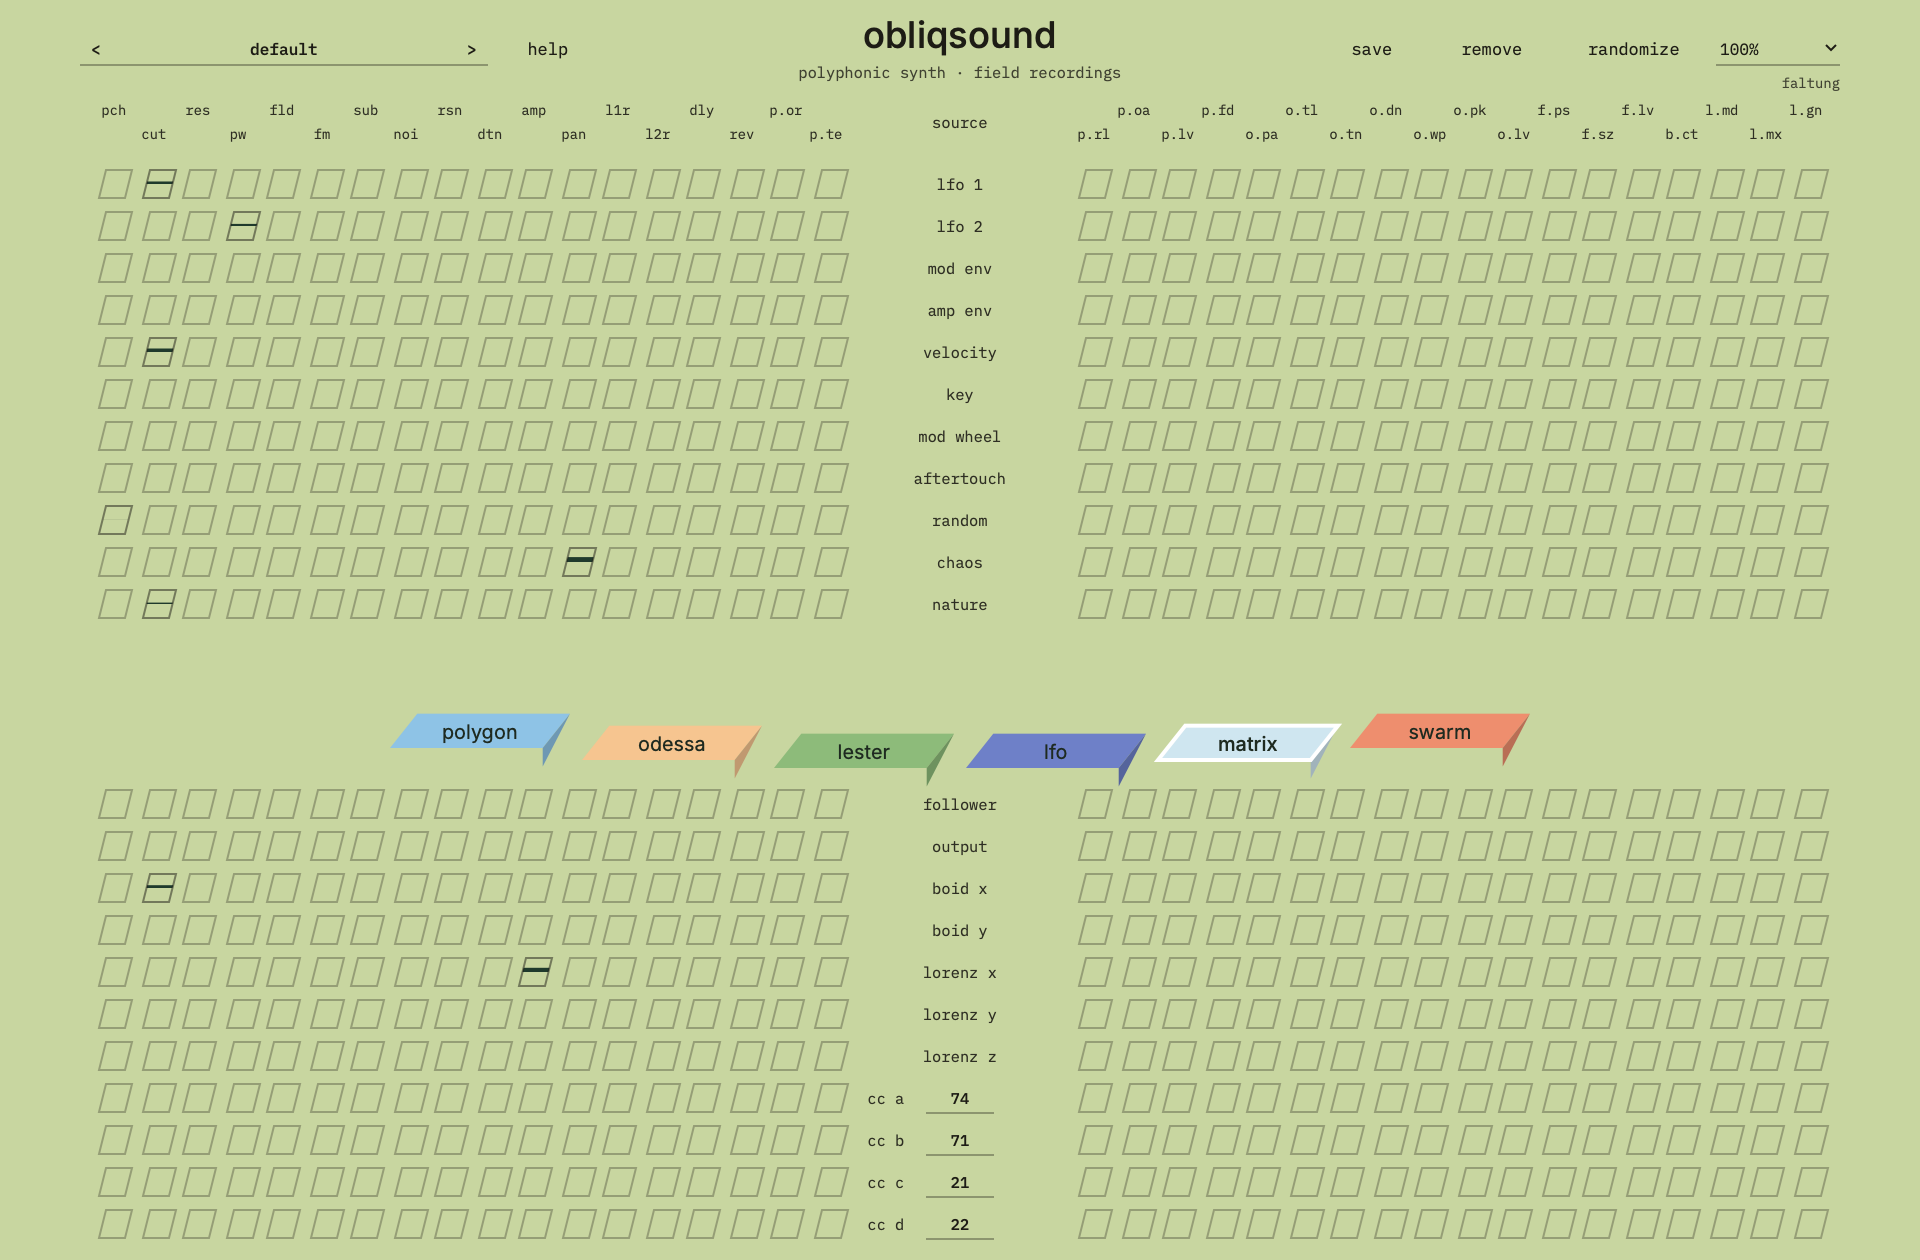 < default > help obliqsound save remove randomize 100%
polyphonic synth · field recordings
faltung
pch res fld sub rsn amp l1r dly p.or source p.oa p.fd o.tl o.dn o.pk f.ps f.lv l.md l.gn
cut pw fm noi dtn pan l2r rev p.te p.rl p.lv o.pa o.tn o.wp o.lv f.sz b.ct l.mx
lfo 1
lfo 2
mod env
amp env
velocity
key
mod wheel
aftertouch
random
chaos
nature
polygon odessa lester lfo matrix swarm
follower
output
boid x
boid y
lorenz x
lorenz y
lorenz z
cc a 74
cc b 71
cc c 21
cc d 22